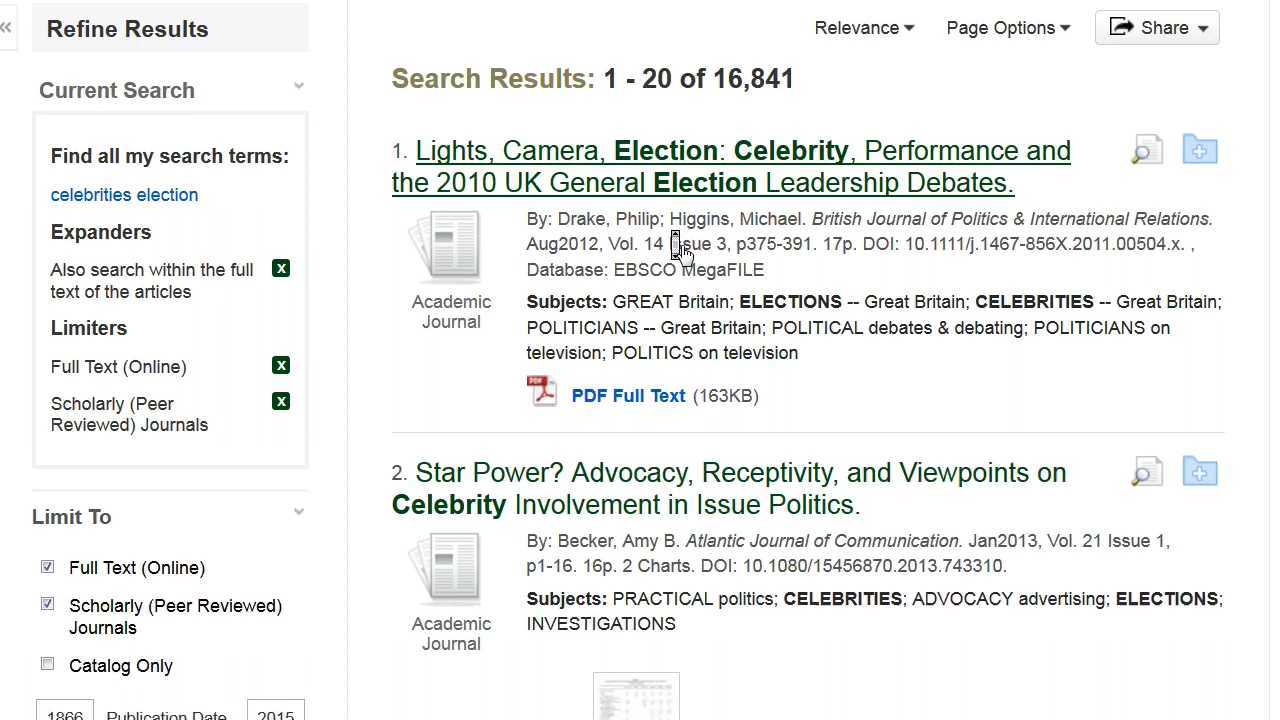 «
Refine Results
Current Search
Find all my search terms:
celebrities election
Expanders
Also search within the full
text of the articles
x
Limiters
Full Text (Online)
x
Scholarly (Peer
Reviewed) Journals
x
Limit To
Full Text (Online)
Scholarly (Peer Reviewed)
Journals
Catalog Only
1866 Publication Date 2015
Relevance Page Options Share
Search Results: 1 - 20 of 16,841
1. Lights, Camera, Election: Celebrity, Performance and
the 2010 UK General Election Leadership Debates.
Academic
Journal
By: Drake, Philip; Higgins, Michael. British Journal of Politics & International Relations.
Aug2012, Vol. 14 Issue 3, p375-391. 17p. DOI: 10.1111/j.1467-856X.2011.00504.x. ,
Database: EBSCO MegaFILE
Subjects: GREAT Britain; ELECTIONS -- Great Britain; CELEBRITIES -- Great Britain;
POLITICIANS -- Great Britain; POLITICAL debates & debating; POLITICIANS on
television; POLITICS on television
PDF
PDF Full Text (163KB)
2. Star Power? Advocacy, Receptivity, and Viewpoints on
Celebrity Involvement in Issue Politics.
Academic
Journal
By: Becker, Amy B. Atlantic Journal of Communication. Jan2013, Vol. 21 Issue 1,
p1-16. 16p. 2 Charts. DOI: 10.1080/15456870.2013.743310.
Subjects: PRACTICAL politics; CELEBRITIES; ADVOCACY advertising; ELECTIONS;
INVESTIGATIONS